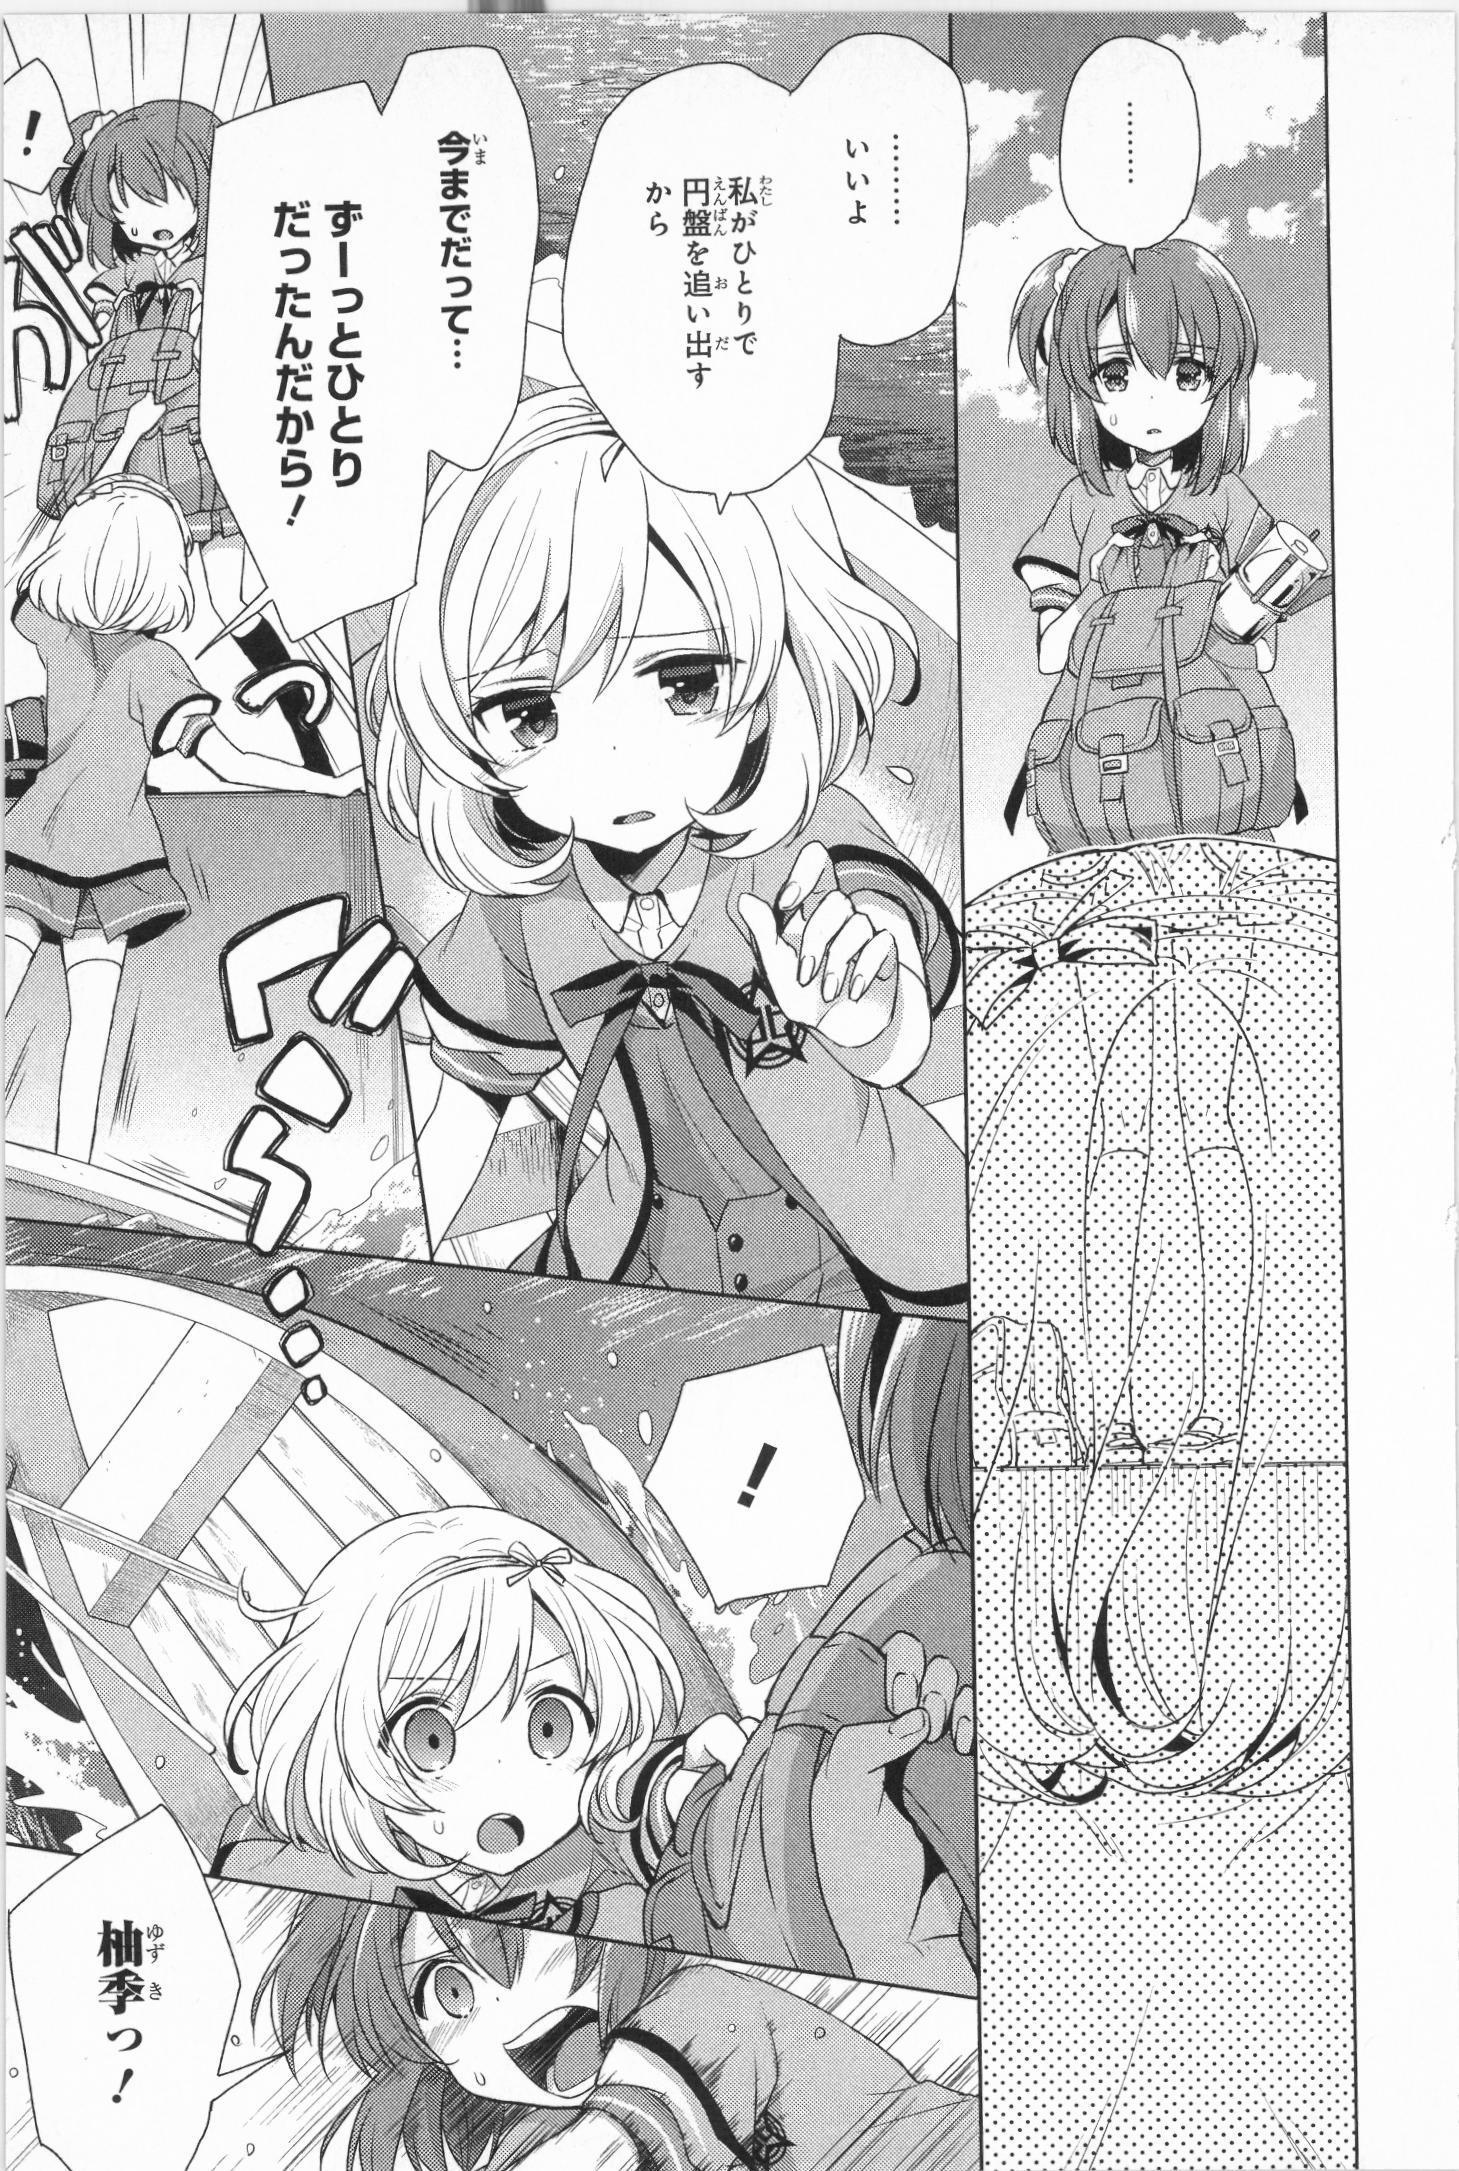 ………
………
いいよ
私がひとりで
円盤を追い出す
から
今までだって…
ずーっとひとり
だったんだから！
！
ガッ
！
柚季っ！